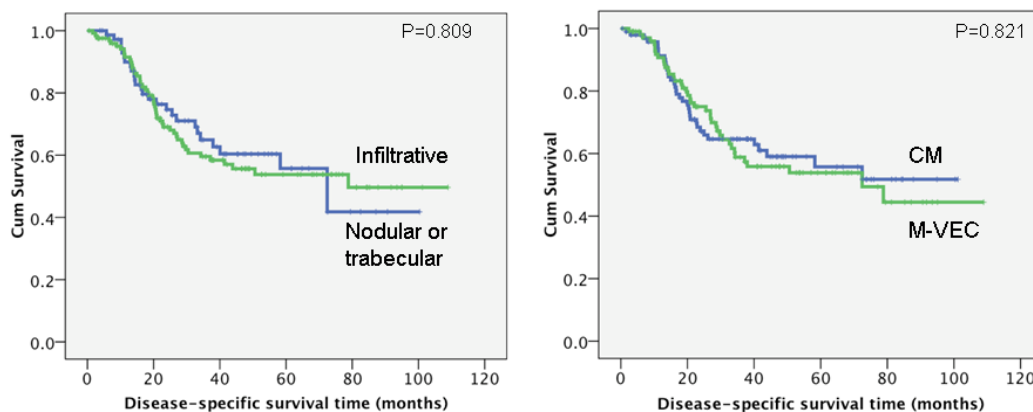 P=0.809
1.0
0.8
0.6
0.4
0.2
0.0
Cum Survival
Infiltrative
Nodular or
trabecular
0 20 40 60 80 100 120
Disease-specific survival time (months)
P=0.821
1.0
0.8
0.6
0.4
0.2
0.0
Cum Survival
CM
M-VEC
0 20 40 60 80 100 120
Disease-specific survival time (months)